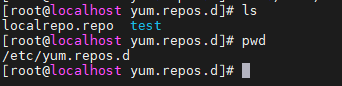 [root@localhost yum.repos.d]# ls
localrepo.repo  test
[root@localhost yum.repos.d]# pwd
/etc/yum.repos.d
[root@localhost yum.repos.d]#